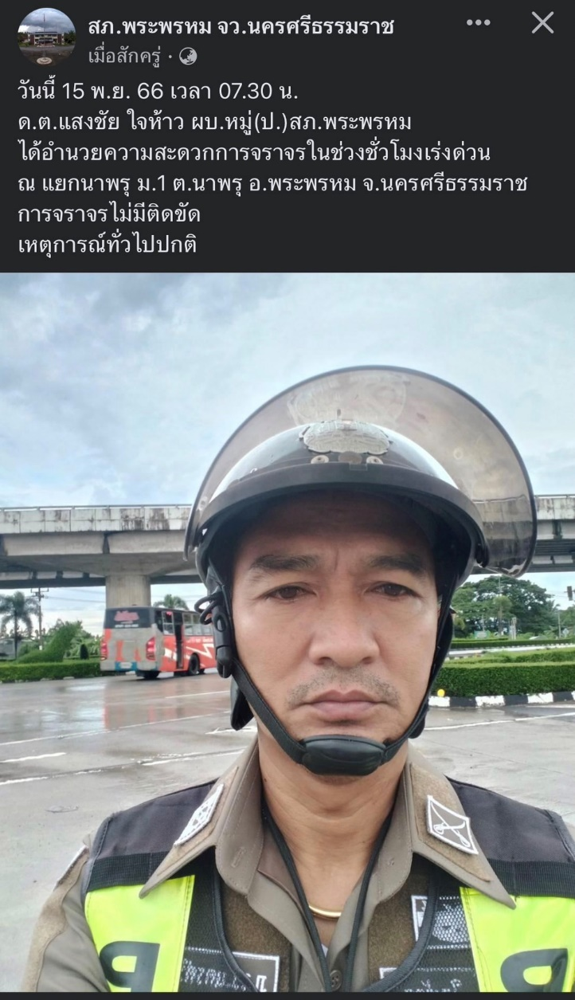 สภ.พระพรหม จว.นครศรีธรรมราช
เมื่อสักครู่ ·
วันนี้ 15 พ.ย. 66 เวลา 07.30 น.
ด.ต.แสงชัย ใจห้าว ผบ.หมู่(ป.)สภ.พระพรหม
ได้อำนวยความสะดวกการจราจรในช่วงชั่วโมงเร่งด่วน
ณ แยกนาพรุ ม.1 ต.นาพรุ อ.พระพรหม จ.นครศรีธรรมราช
การจราจรไม่มีติดขัด
เหตุการณ์ทั่วไปปกติ